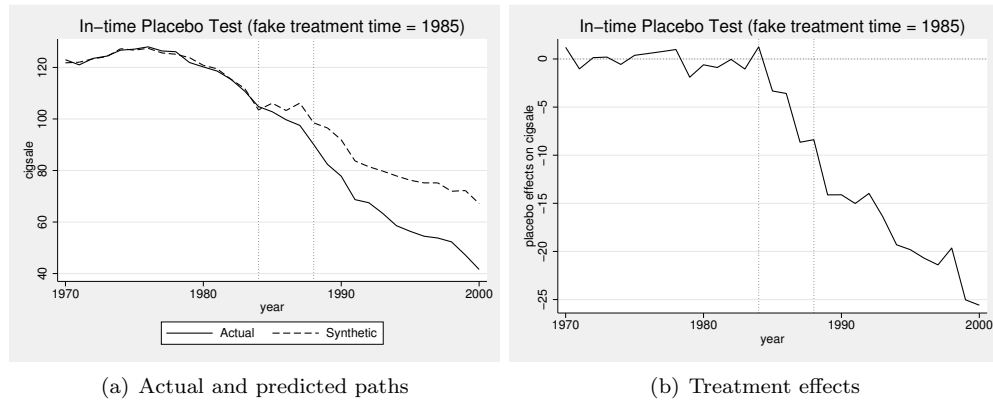 In−time Placebo Test (fake treatment time = 1985)
cigsale
120
100
80
60
40
1970
1980
1990
2000
year
Actual
Synthetic
(a) Actual and predicted paths
In−time Placebo Test (fake treatment time = 1985)
placebo effects on cigsale
0
−5
−10
−15
−20
−25
1970
1980
1990
2000
year
(b) Treatment effects